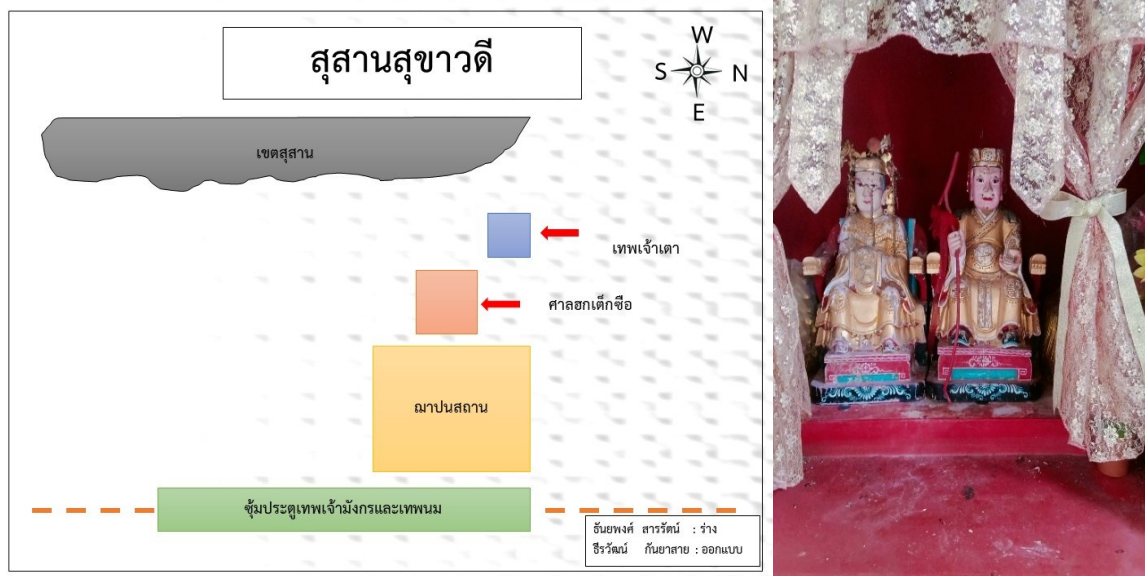 สุสานสุขาวดี
W
S N
E
เขตสุสาน
เทพเจ้าเตา
ศาลฮกเต็กซือ
ฌาปนสถาน
ซุ้มประตูเทพเจ้ามังกรและเทพนม
ธันยพงศ์ สารรัตน์ : ร่าง
ธีรวัฒน์ กันยาสาย : ออกแบบ